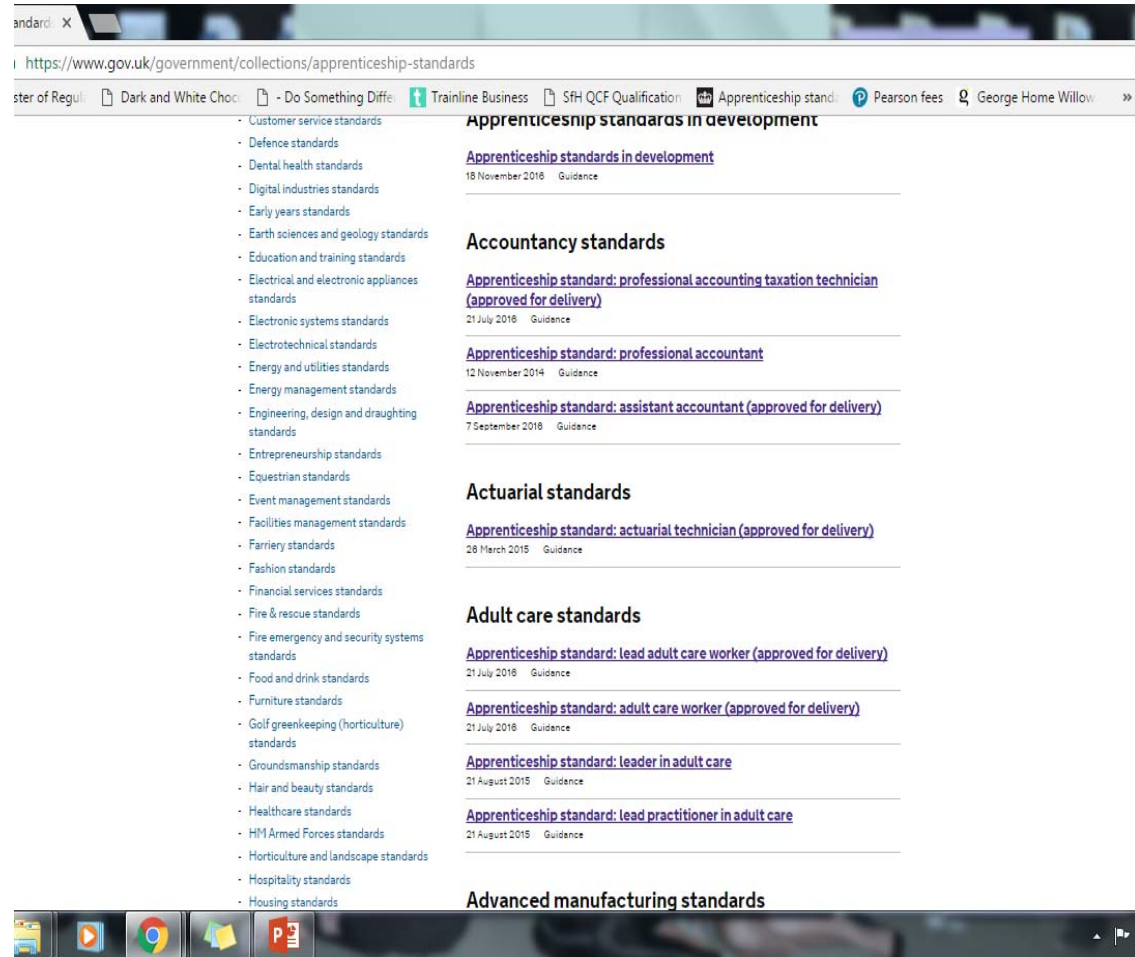 andard
https://www.gov.uk/government/collections/apprenticeship-standards
ster of Regul
Dark and White Choc
- Do Something Diffe
Trainline Business
SfH QCF Qualification
Apprenticeship stand
Pearson fees
George Home Willow
»
- Customer service standards
- Defence standards
- Dental health standards
- Digital industries standards
- Early years standards
- Earth sciences and geology standards
- Education and training standards
- Electrical and electronic appliances
standards
- Electronic systems standards
- Electrotechnical standards
- Energy and utilities standards
- Energy management standards
- Engineering, design and draughting
standards
- Entrepreneurship standards
- Equestrian standards
- Event management standards
- Facilities management standards
- Farriery standards
- Fashion standards
- Financial services standards
- Fire & rescue standards
- Fire emergency and security systems
standards
- Food and drink standards
- Furniture standards
- Golf greenkeeping (horticulture)
standards
- Groundsmanship standards
- Hair and beauty standards
- Healthcare standards
- HM Armed Forces standards
- Horticulture and landscape standards
- Hospitality standards
- Housing standards
Apprenticeship standards in development
Apprenticeship standards in development
18 November 2016 Guidance
Accountancy standards
Apprenticeship standard: professional accounting taxation technician
(approved for delivery)
21 July 2016 Guidance
Apprenticeship standard: professional accountant
12 November 2014 Guidance
Apprenticeship standard: assistant accountant (approved for delivery)
7 September 2016 Guidance
Actuarial standards
Apprenticeship standard: actuarial technician (approved for delivery)
26 March 2015 Guidance
Adult care standards
Apprenticeship standard: lead adult care worker (approved for delivery)
21 July 2016 Guidance
Apprenticeship standard: adult care worker (approved for delivery)
21 July 2016 Guidance
Apprenticeship standard: leader in adult care
21 August 2015 Guidance
Apprenticeship standard: lead practitioner in adult care
21 August 2015 Guidance
Advanced manufacturing standards